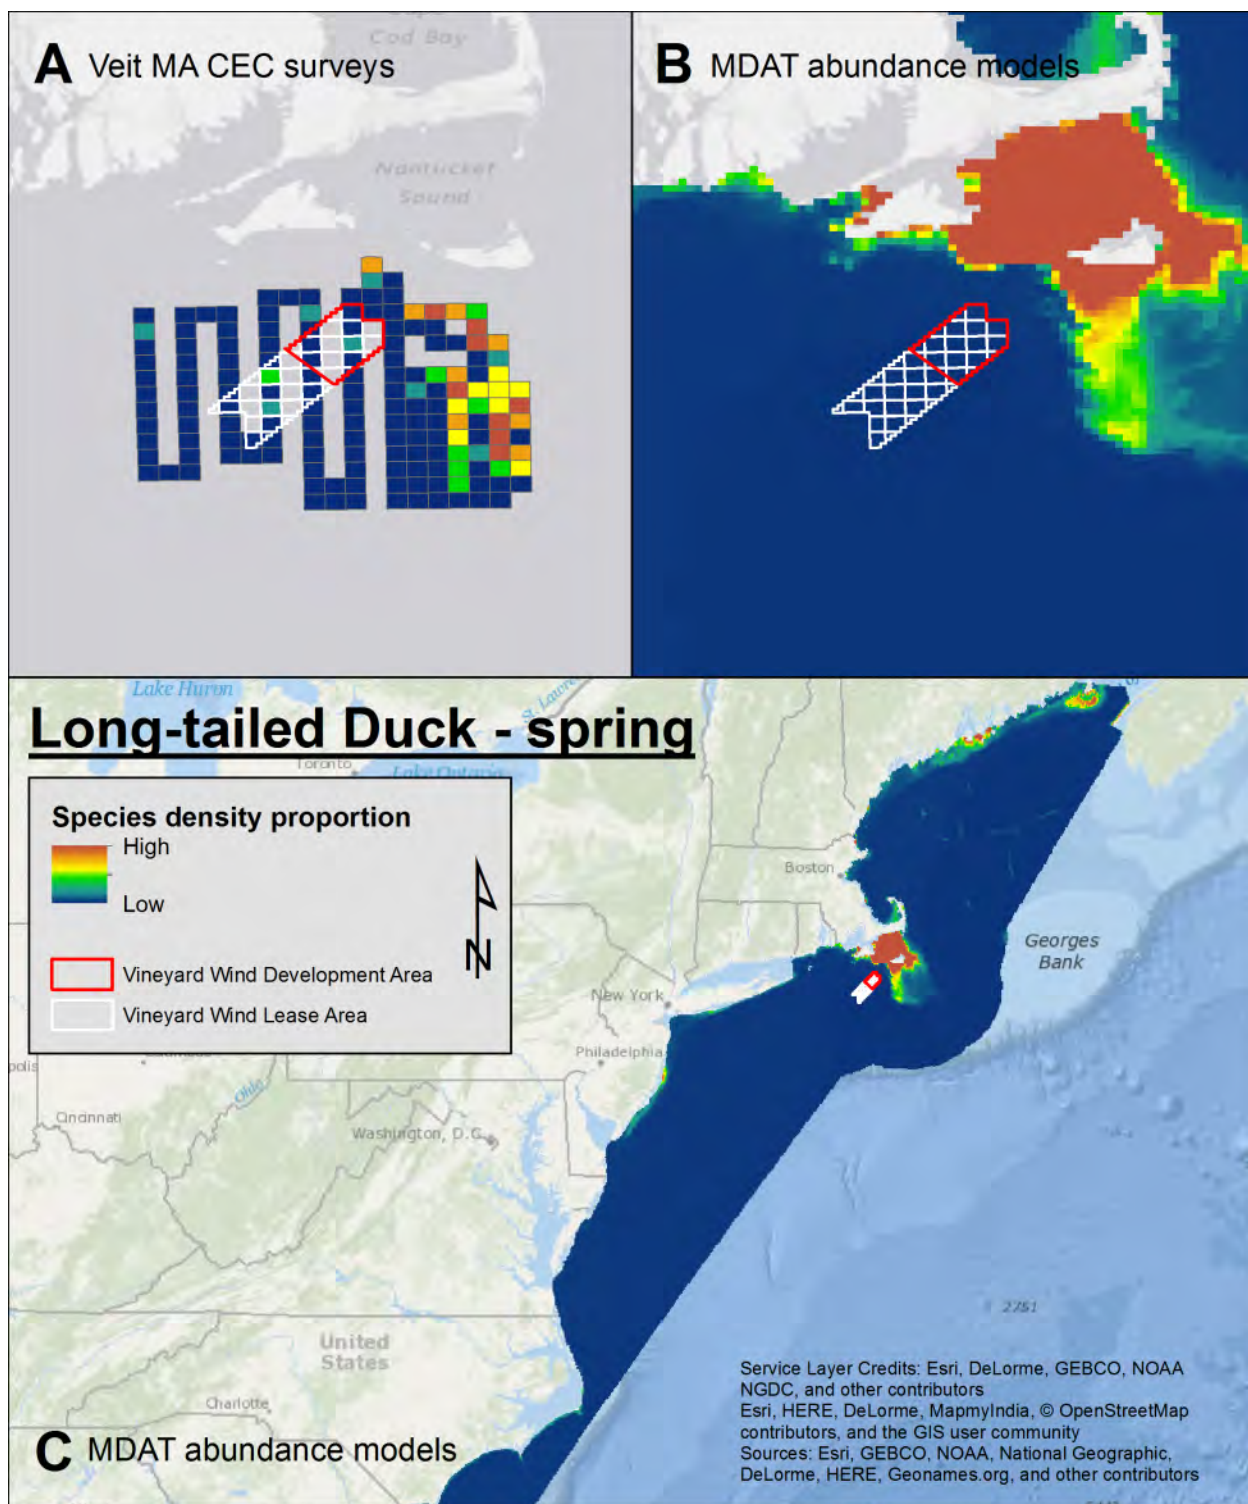 Cod Bay
A Veit MA CEC surveys
Nantucket
Sound
B MDAT abundance models
Lake Huron
St. Lawre
Long-tailed Duck - spring
Toronto
Lake Ontario
Species density proportion
High
Low
N
Vineyard Wind Development Area
Vineyard Wind Lease Area
Boston
Georges
Bank
New York
Philadelphia
polis
Ohio
Cincinnati
Washington, D.C.
2751
United
States
Charlotte
Service Layer Credits: Esri, DeLorme, GEBCO, NOAA
NGDC, and other contributors
Esri, HERE, DeLorme, MapmyIndia, © OpenStreetMap
contributors, and the GIS user community
Sources: Esri, GEBCO, NOAA, National Geographic,
DeLorme, HERE, Geonames.org, and other contributors
C MDAT abundance models